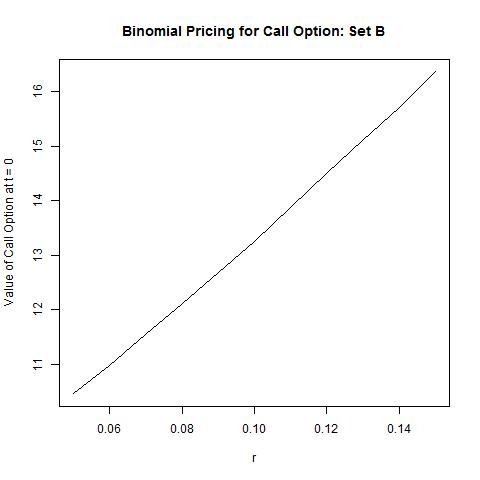 Binomial Pricing for Call Option: Set B
Value of Call Option at t = 0
16
15
14
13
12
11
0.06 0.08 0.10 0.12 0.14
r